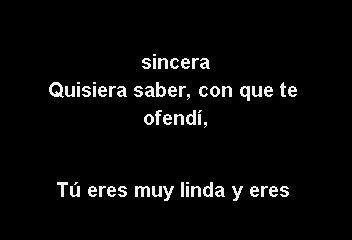 sincera
Quisiera saber, con que te
ofendí,
Tú eres muy linda y eres